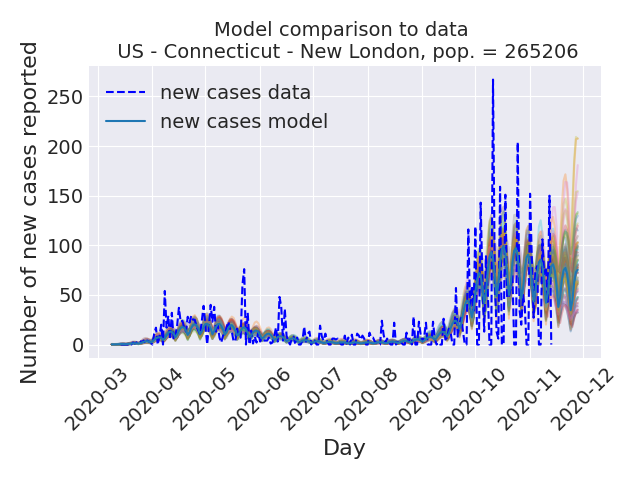 Model comparison to data
US - Connecticut - New London, pop. = 265206
Number of new cases reported
250
200
150
100
50
0
new cases data
new cases model
2020-03
2020-04
2020-05
2020-06
2020-07
2020-08
2020-09
2020-10
2020-11
2020-12
Day